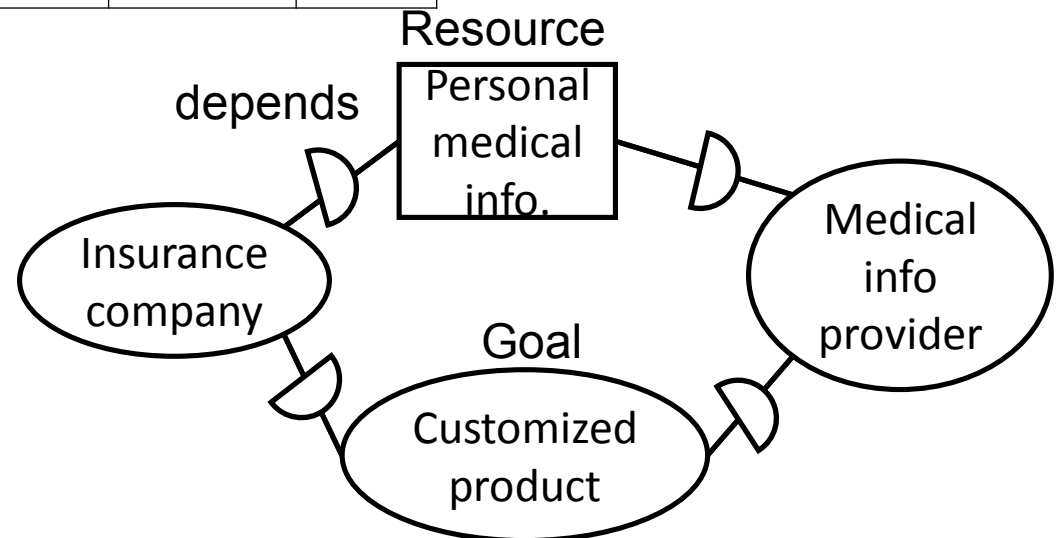 Resource
depends
Personal
medical
info.
Insurance
company
Medical
info
provider
Goal
Customized
product